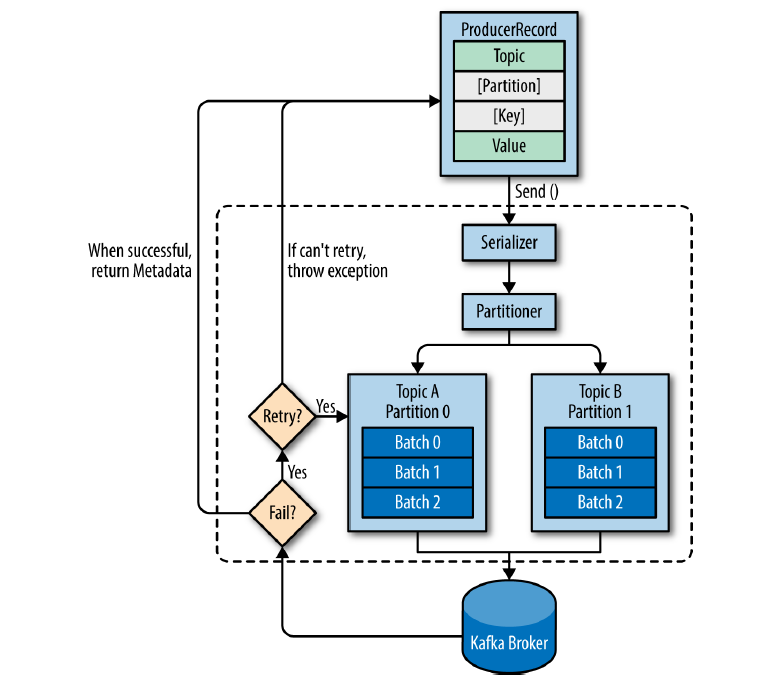 ProducerRecord
Topic
[Partition]
[Key]
Value
Send ()
Serializer
Partitioner
When successful,
return Metadata
If can't retry,
throw exception
Topic A
Partition 0
Batch 0
Batch 1
Batch 2
Topic B
Partition 1
Batch 0
Batch 1
Batch 2
Retry?
Yes
Yes
Fail?
Kafka Broker